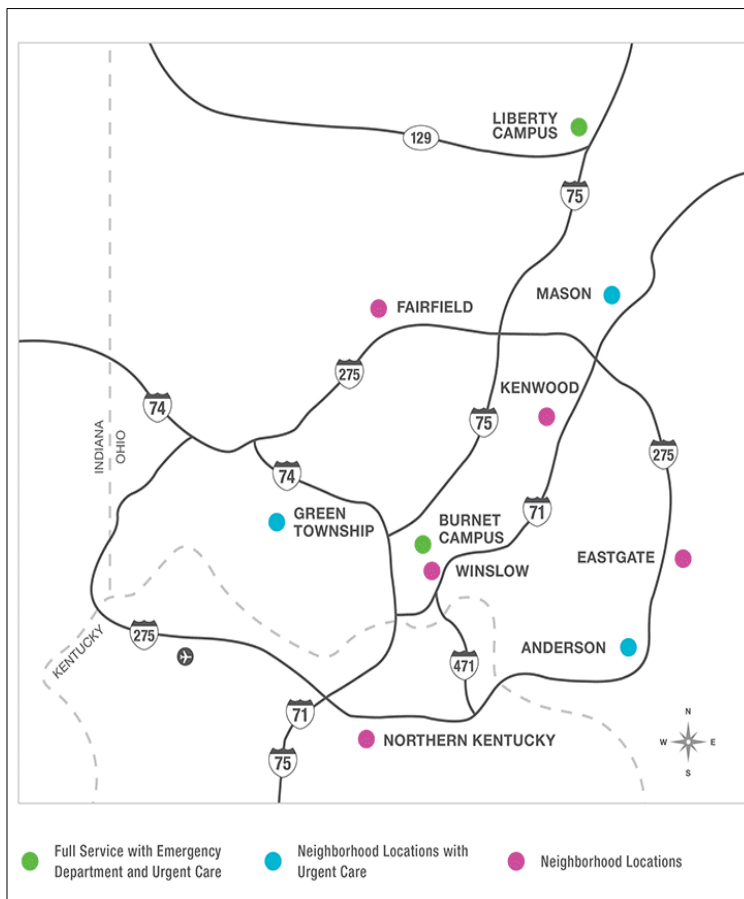 LIBERTY
CAMPUS
129
75
MASON
FAIRFIELD
275
KENWOOD
74
75
INDIANA
OHIO
275
74
71
GREEN
TOWNSHIP
BURNET
CAMPUS
EASTGATE
WINSLOW
KENTUCKY
275
ANDERSON
471
71
NORTHERN KENTUCKY
75
N
W
E
S
Full Service with Emergency
Department and Urgent Care
Neighborhood Locations with
Urgent Care
Neighborhood Locations